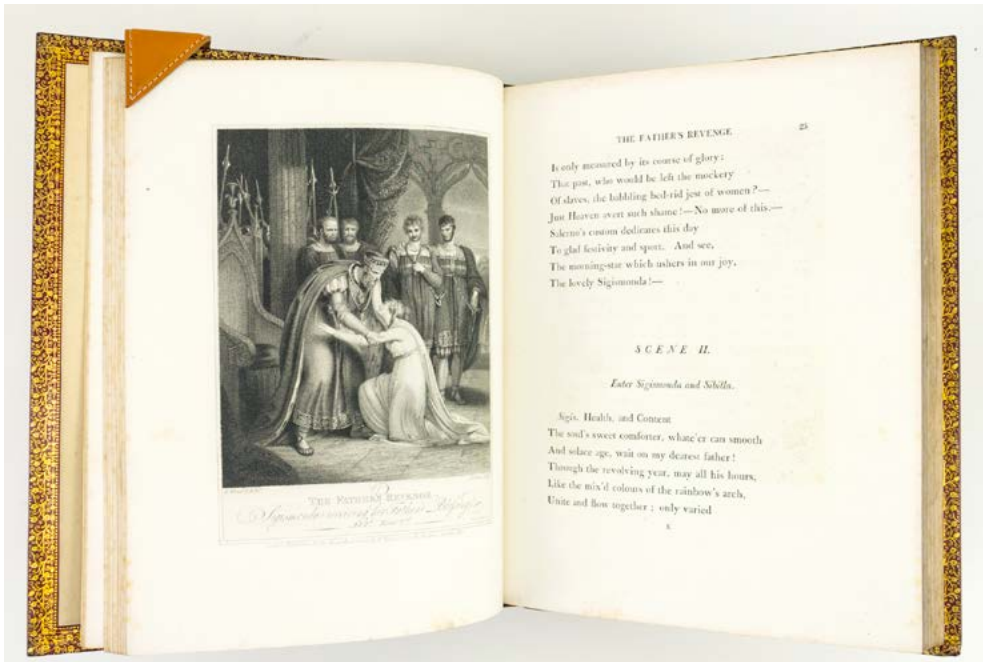 THE FATHER'S REVENGE
Sigismonda receiving her Father's Blessing
THE FATHER'S REVENGE 25
Is only measured by its course of glory;
That past, who would be left the mockery
Of slaves, the babbling bed-rid jest of women?—
Just Heaven avert such shame!—No more of this.—
Salerno's custom dedicates this day
To glad festivity and sport. And see,
The morning-star which ushers in our joy,
The lovely Sigismonda!—
SCENE II.
Enter Sigismonda and Sibilla.
Sigis. Health, and Content
The soul's sweet comforter, whate'er can smooth
And solace age, wait on my dearest father!
Through the revolving year, may all his hours,
Like the mix'd colours of the rainbow's arch,
Unite and flow together; only varied
E